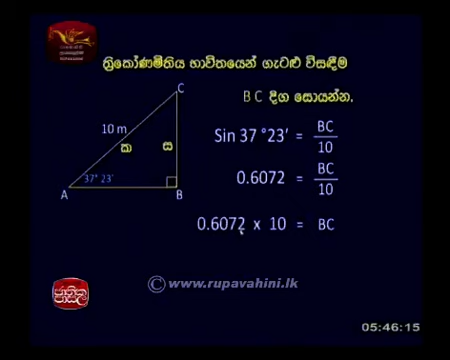 ත්‍රිකෝණමිතිය භාවිතයෙන් ගැටළු විසඳීම
B C දිග සොයන්න.
C
10 m
ක
ස
37° 23'
A
B
Sin 37 °23' = BC/10
0.6072 = BC/10
0.6072 x 10 = BC
© www.rupavahini.lk
05:46:15